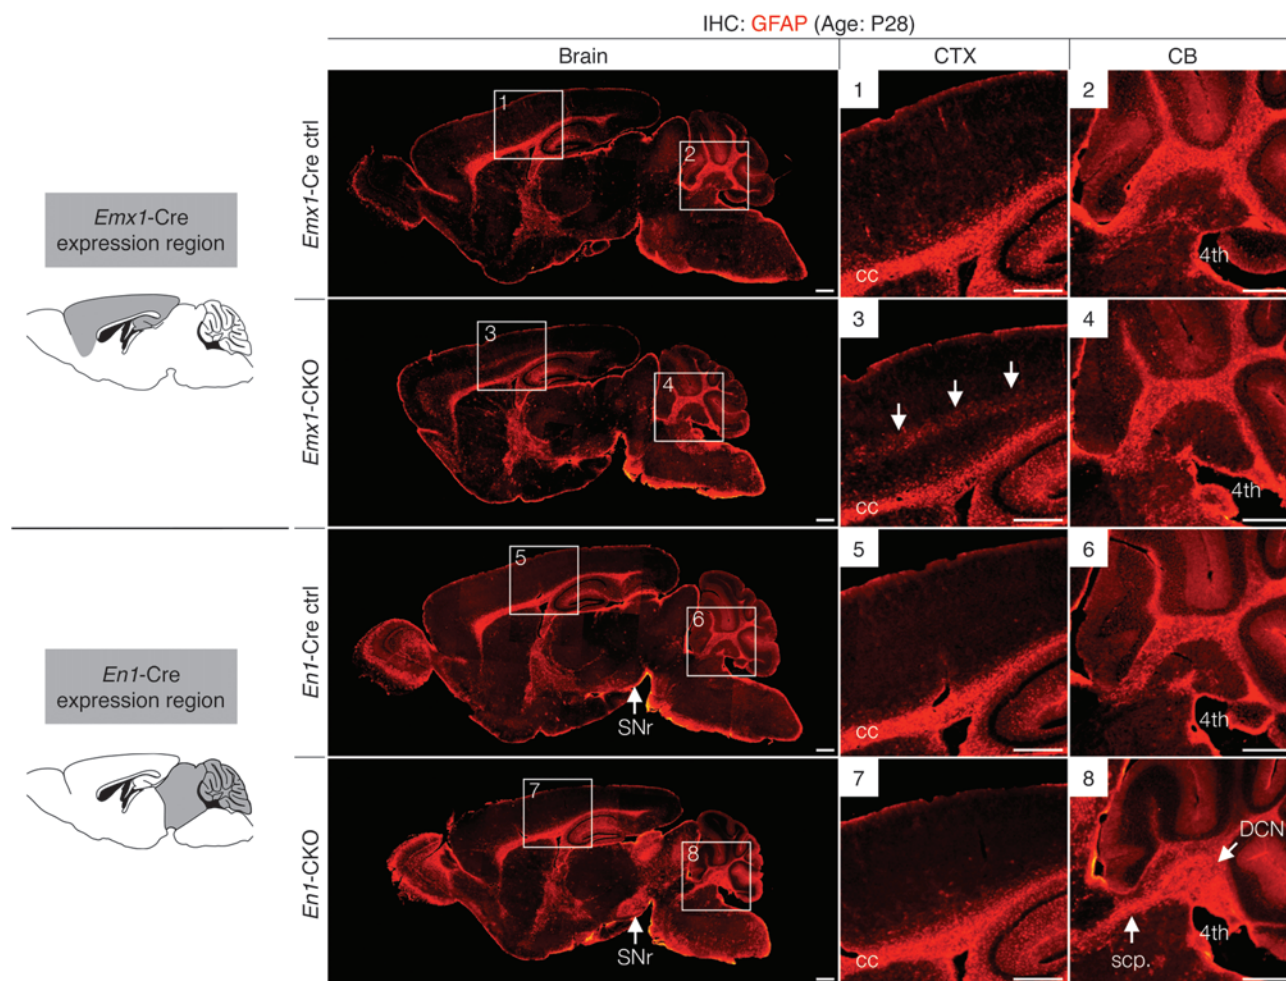 IHC: GFAP (Age: P28)
Brain CTX CB
Emx1-Cre
expression region
Emx1-Cre ctrl
1
2
1
cc
2
4th
Emx1-CKO
3
4
3
cc
4
4th
En1-Cre
expression region
En1-Cre ctrl
5
6
SNr
5
cc
6
4th
En1-CKO
7
8
SNr
7
cc
8
DCN
4th
scp.